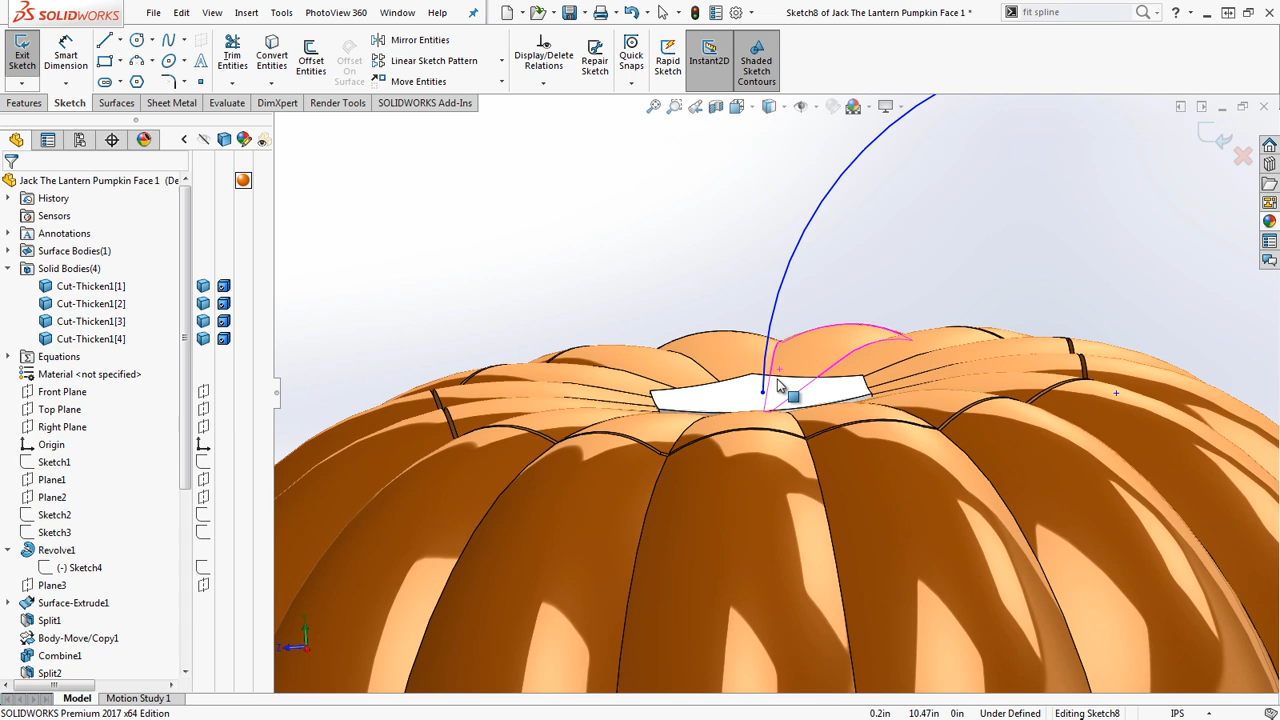 SOLIDWORKS File Edit View Insert Tools PhotoView 360 Window Help Sketch8 of Jack The Lantern Pumpkin Face 1 * fit spline
Exit Sketch Smart Dimension Trim Entities Convert Entities Offset Entities Offset On Surface Mirror Entities Linear Sketch Pattern Move Entities Display/Delete Relations Repair Sketch Quick Snaps Rapid Sketch Instant2D Shaded Sketch Contours
Features Sketch Surfaces Sheet Metal Evaluate DimXpert Render Tools SOLIDWORKS Add-Ins
Jack The Lantern Pumpkin Face 1 (De
History
Sensors
Annotations
Surface Bodies(1)
Solid Bodies(4)
Cut-Thicken1[1]
Cut-Thicken1[2]
Cut-Thicken1[3]
Cut-Thicken1[4]
Equations
Material <not specified>
Front Plane
Top Plane
Right Plane
Origin
Sketch1
Plane1
Plane2
Sketch2
Sketch3
Revolve1
(-) Sketch4
Plane3
Surface-Extrude1
Split1
Body-Move/Copy1
Combine1
Split2
Model Motion Study 1
SOLIDWORKS Premium 2017 x64 Edition 0.2in 10.47in 0in Under Defined Editing Sketch8 IPS